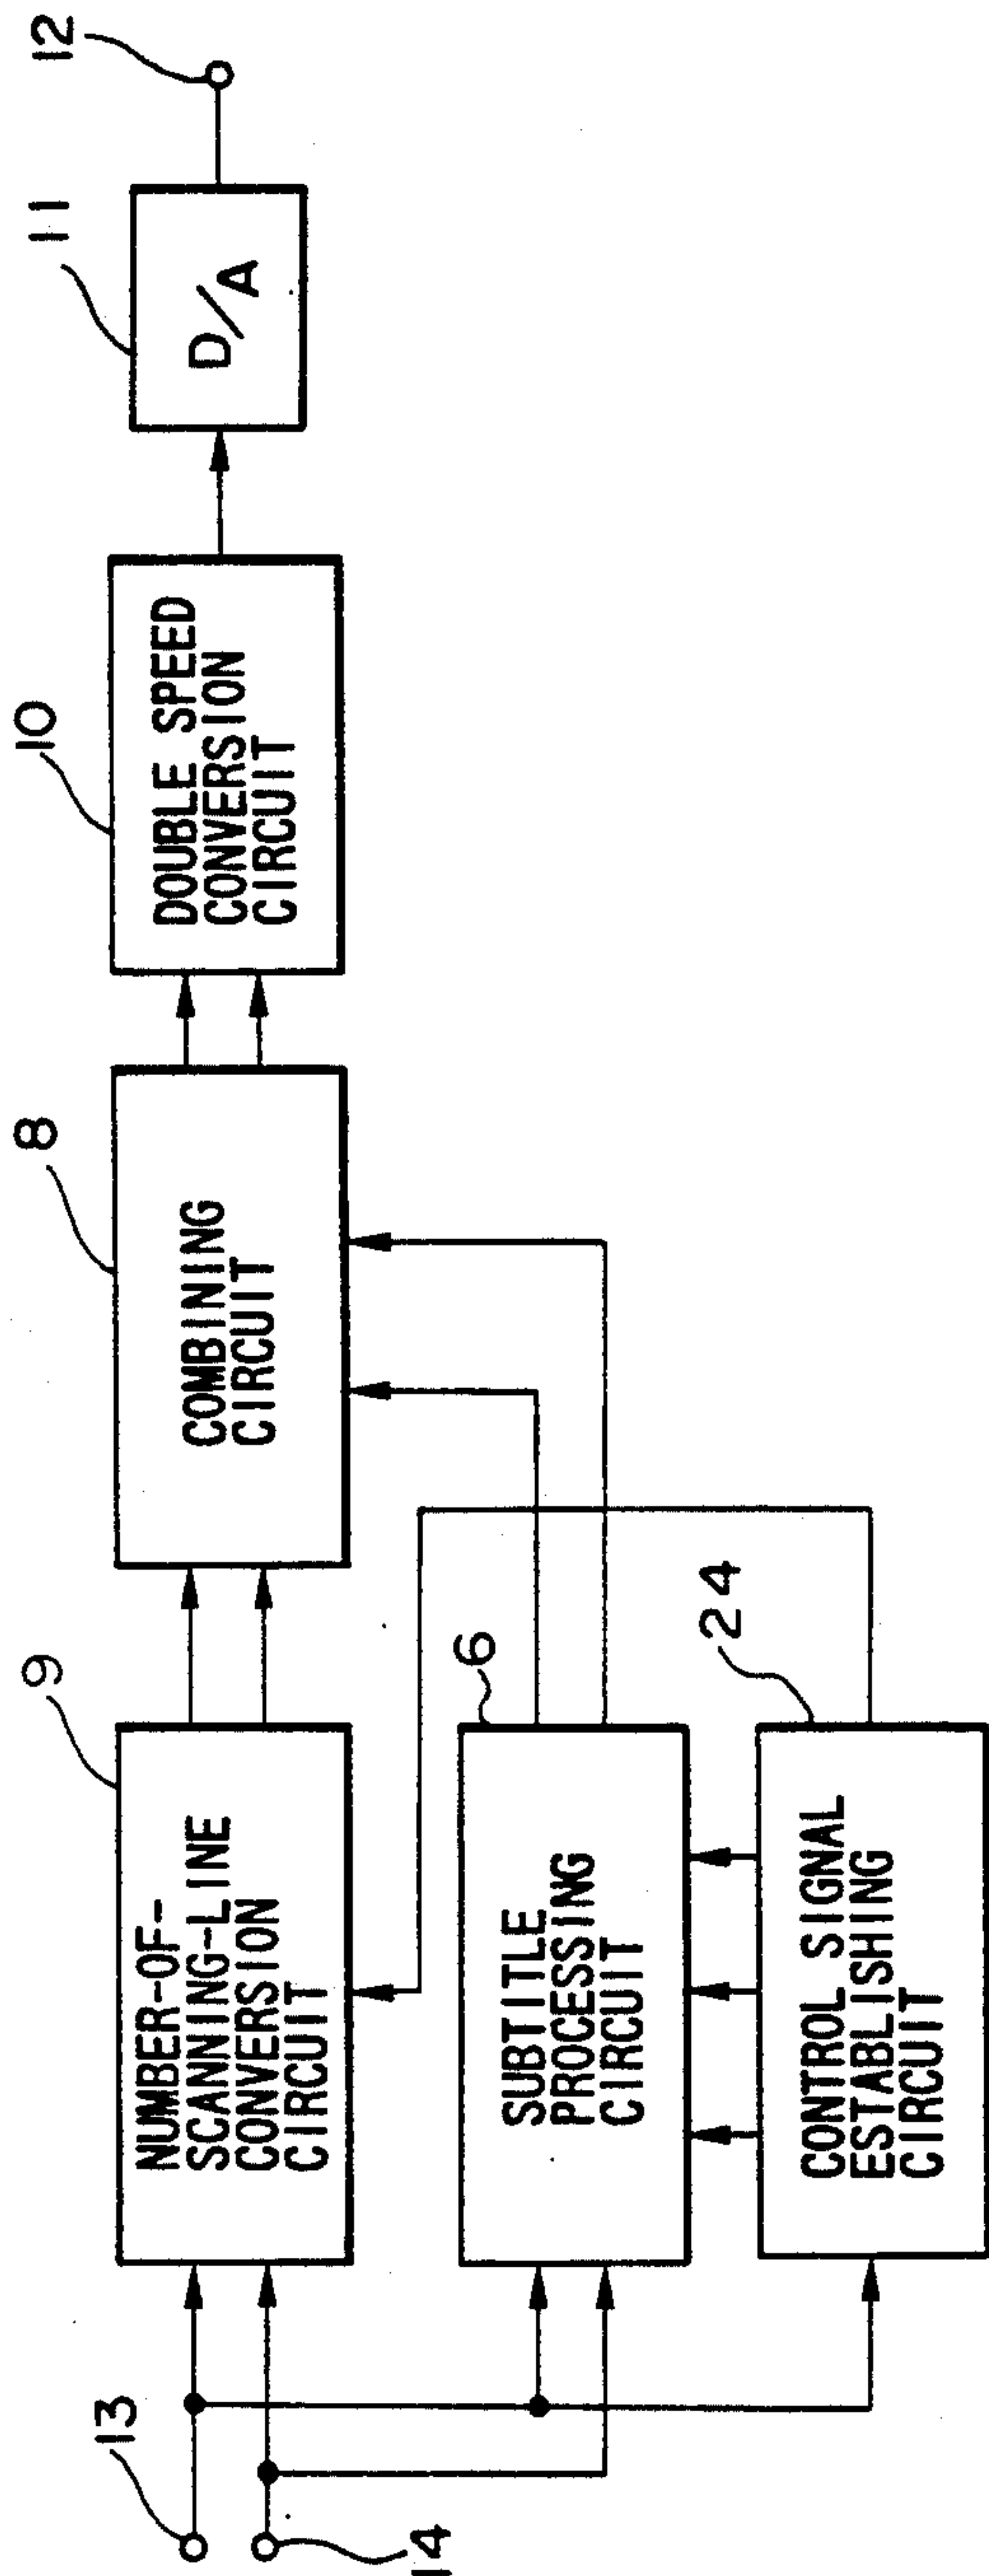 13
14
9
NUMBER-OF-
SCANNING-LINE
CONVERSION
CIRCUIT
6
SUBTITLE
PROCESSING
CIRCUIT
24
CONTROL SIGNAL
ESTABLISHING
CIRCUIT
8
COMBINING
CIRCUIT
10
DOUBLE SPEED
CONVERSION
CIRCUIT
11
D/A
12